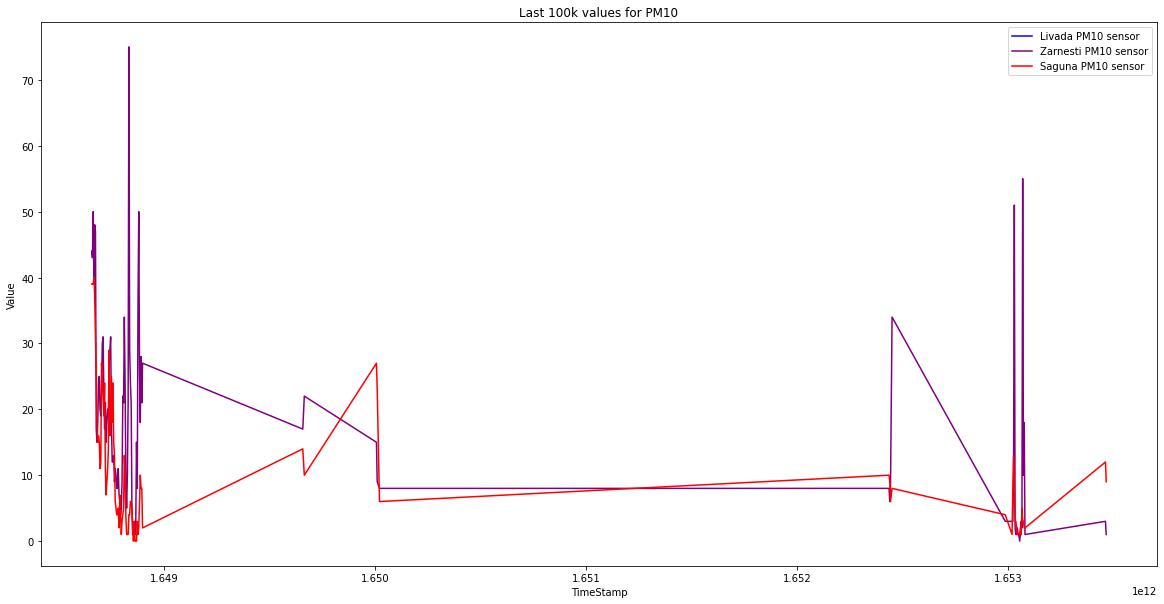 Last 100k values for PM10
Livada PM10 sensor
Zarnesti PM10 sensor
Saguna PM10 sensor
Value
70
60
50
40
30
20
10
0
1.649
1.650
1.651
1.652
1.653
1e12
TimeStamp